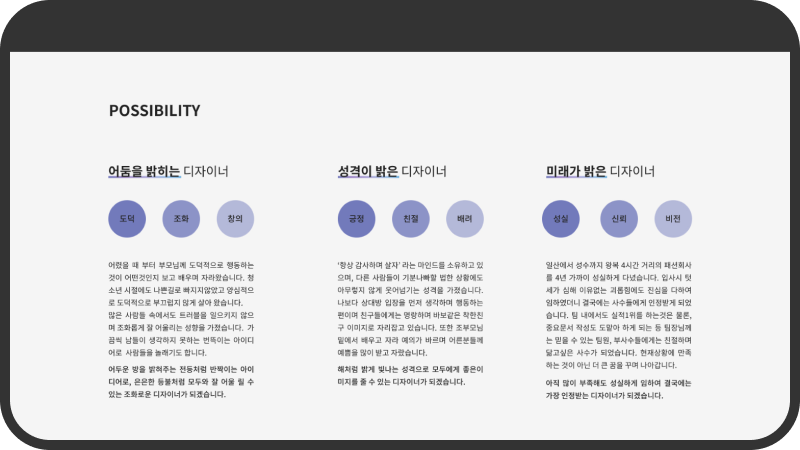 POSSIBILITY
어둠을 밝히는 디자이너
도덕
조화
창의
어렸을 때 부터 부모님께 도덕적으로 행동하는
것이 어떤것인지 보고 배우며 자라왔습니다. 청
소년 시절에도 나쁜길로 빠지지않았고 양심적으
로 도덕적으로 부끄럽지 않게 살아 왔습니다.
많은 사람들 속에서도 트러블을 일으키지 않으
며 조화롭게 잘 어울리는 성향을 가졌습니다. 가
끔씩 남들이 생각하지 못하는 번뜩이는 아이디
어로 사람들을 놀래기도 합니다.
어두운 방을 밝혀주는 전등처럼 반짝이는 아이
디어로, 은은한 등불처럼 모두와 잘 어울 릴 수
있는 조화로운 디자이너가 되겠습니다.
성격이 밝은 디자이너
긍정
친절
배려
'항상 감사하며 살자' 라는 마인드를 소유하고 있
으며, 다른 사람들이 기분나빠할 법한 상황에도
아무렇지 않게 웃어넘기는 성격을 가졌습니다.
나보다 상대방 입장을 먼저 생각하며 행동하는
편이며 친구들에게는 명랑하며 바보같은 착한친
구 이미지로 자리잡고 있습니다. 또한 조부모님
밑에서 배우고 자라 예의가 바르며 어른분들께
예쁨을 많이 받고 자랐습니다.
해처럼 밝게 빛나는 성격으로 모두에게 좋은이
미지를 줄 수 있는 디자이너가 되겠습니다.
미래가 밝은 디자이너
성실
신뢰
비전
일산에서 성수까지 왕복 4시간 거리의 패션회사
를 4년 가까이 성실하게 다녔습니다. 입사시 텃
세가 심해 이유없는 괴롭힘에도 진심을 다하여
임하였더니 결국에는 사수들에게 인정받게 되었
습니다. 팀 내에서도 실적1위를 하는것은 물론,
중요문서 작성도 도맡아 하게 되는 등 팀장님께
는 믿을 수 있는 팀원, 부사수들에게는 친절하며
닮고싶은 사수가 되었습니다. 현재상황에 만족
하는 것이 아닌 더 큰 꿈을 꾸며 나아갑니다.
아직 많이 부족해도 성실하게 임하여 결국에는
가장 인정받는 디자이너가 되겠습니다.